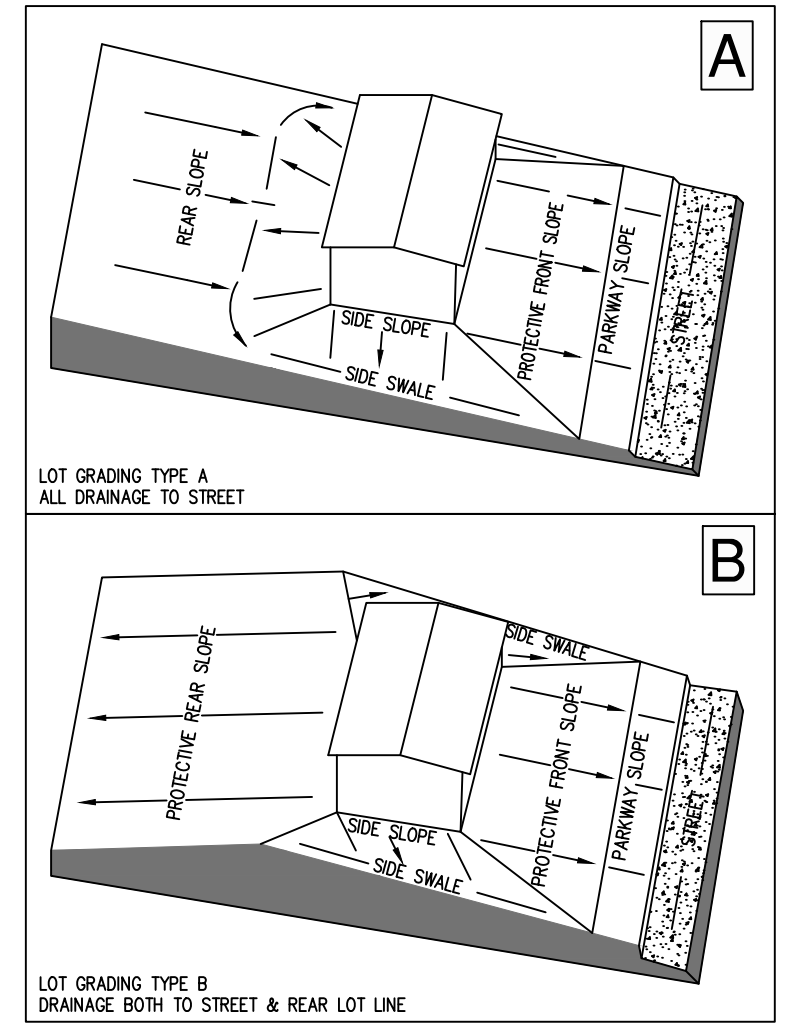 A
REAR SLOPE
PROTECTIVE FRONT SLOPE
PARKWAY SLOPE
STREET
SIDE SLOPE
SIDE SWALE
LOT GRADING TYPE A
ALL DRAINAGE TO STREET
B
SIDE SWALE
PROTECTIVE REAR SLOPE
PROTECTIVE FRONT SLOPE
PARKWAY SLOPE
STREET
SIDE SLOPE
SIDE SWALE
LOT GRADING TYPE B
DRAINAGE BOTH TO STREET & REAR LOT LINE